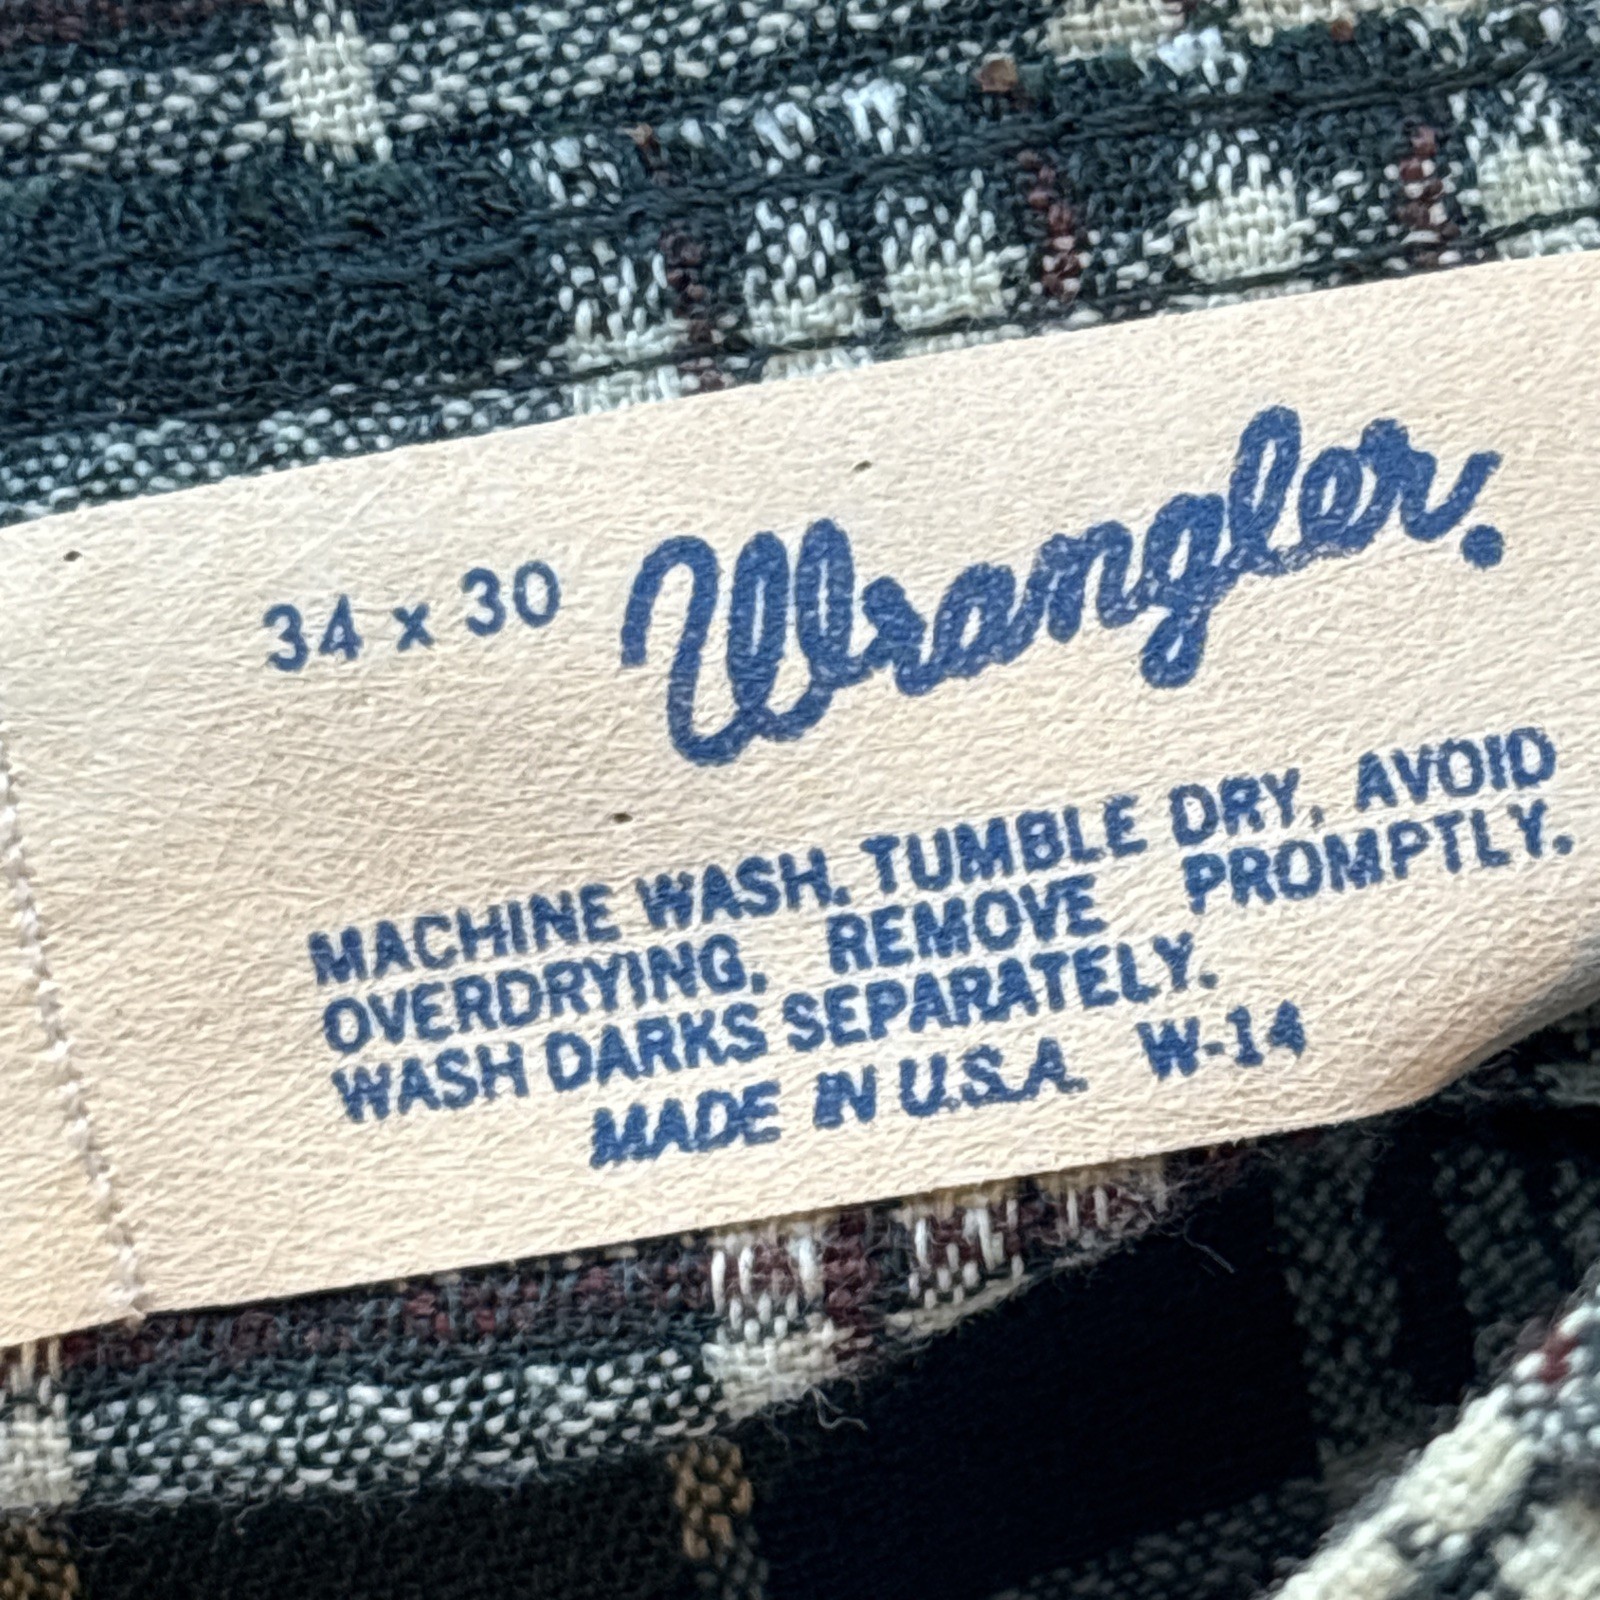 34 x 30 Wrangler.
MACHINE WASH. TUMBLE DRY, AVOID
OVERDRYING. REMOVE PROMPTLY.
WASH DARKS SEPARATELY.
MADE IN U.S.A. W-14